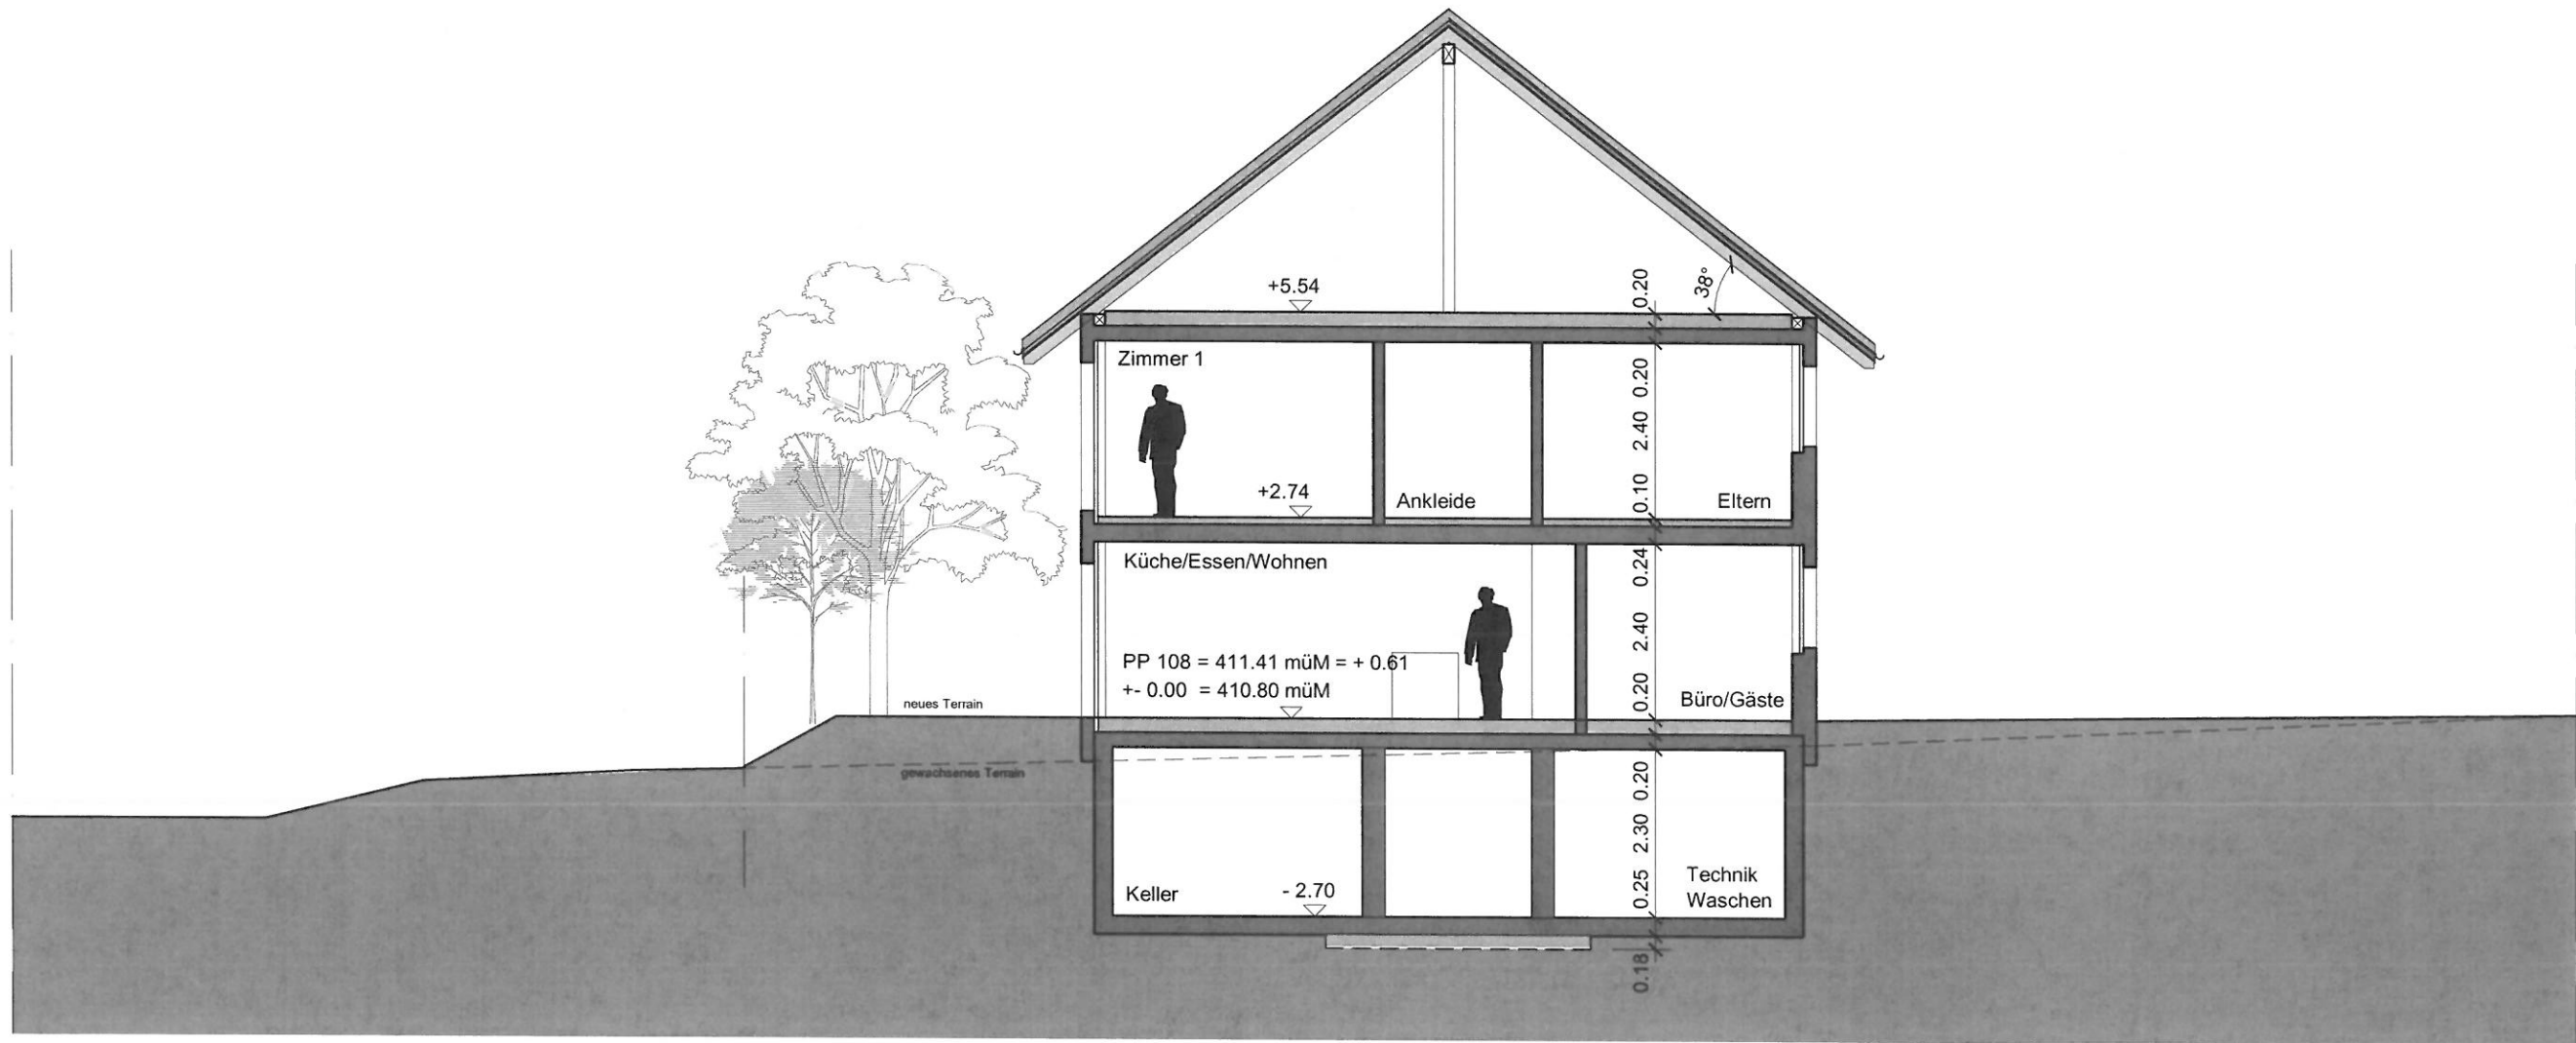 +5.54
0.20
38°
Zimmer 1
0.20
2.40
+2.74
Ankleide
0.10
Eltern
Küche/Essen/Wohnen
0.24
2.40
PP 108 = 411.41 müM = + 0.61
+- 0.00 = 410.80 müM
0.20
Büro/Gäste
neues Terrain
gewachsenes Terrain
0.20
2.30
Keller
- 2.70
0.25
Technik
Waschen
0.18